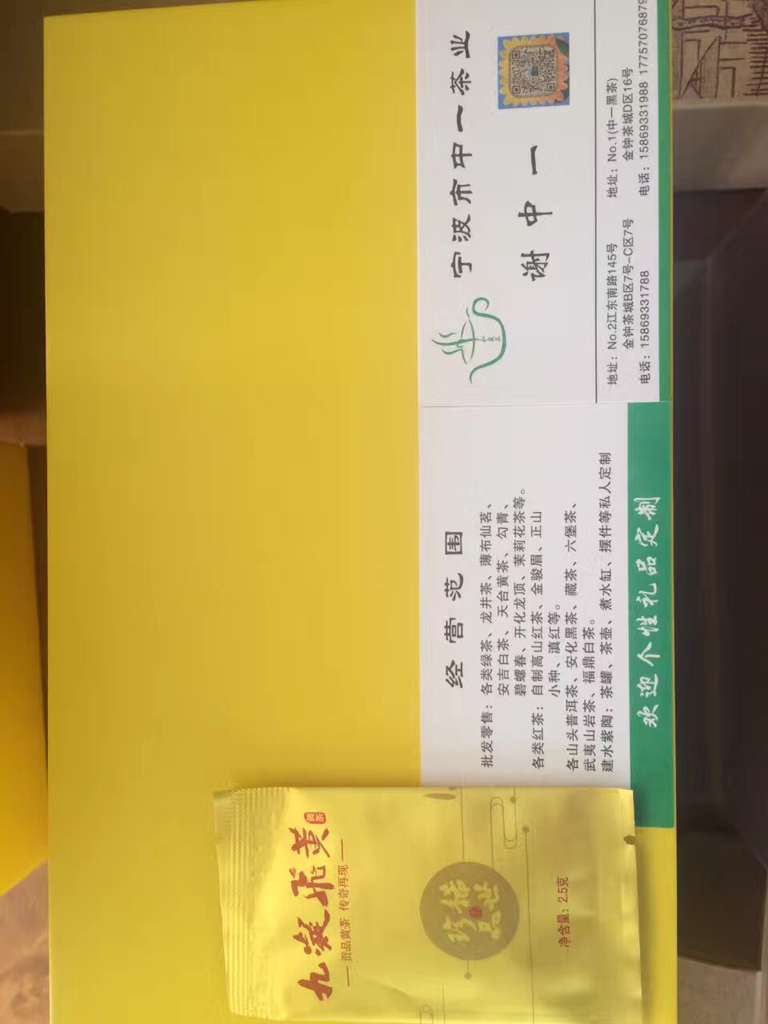 宁波市中一茶业
谢中一
地址：No.2江东南路145号
金钟茶城B区7号-C区7号
电话：15869331788
地址：No.1(中一黑茶)
金钟茶城D区16号
电话：15869331988 1775707687
经营范围
批发零售：各类绿茶、龙井茶、薄布仙茗、
安吉白茶、天台黄茶、勾青、
碧螺春、开化龙顶、茉莉花茶等。
各类红茶：自制高山红茶、金骏眉、正山
小种、滇红等。
各山头普洱茶、安化黑茶、藏茶、六堡茶、
武夷山岩茶、福鼎白茶。
建水紫陶：茶罐、茶壶、煮水缸、摆件等私人定制
欢迎个性礼品定制
九凝飛黄
贡品黄茶 传奇再现
净含量：2.5克